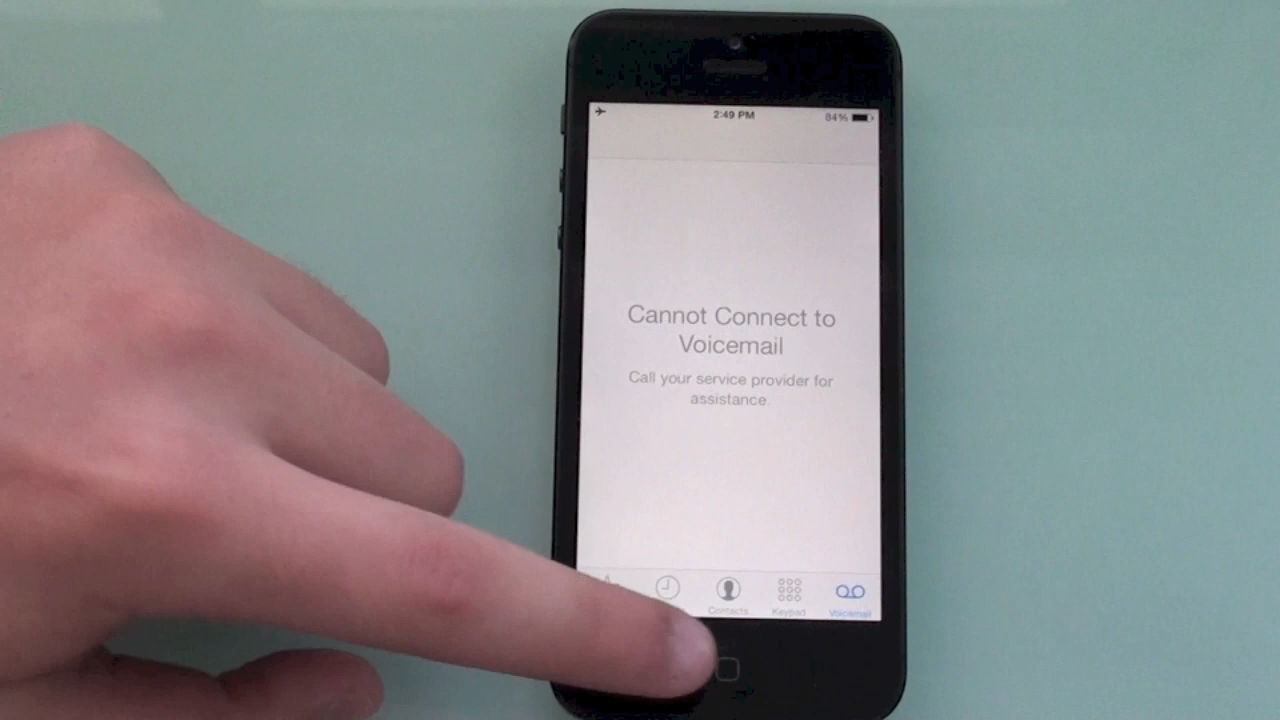 2:49 PM 84%
Cannot Connect to
Voicemail
Call your service provider for
assistance.
Contacts Keypad Voicemail